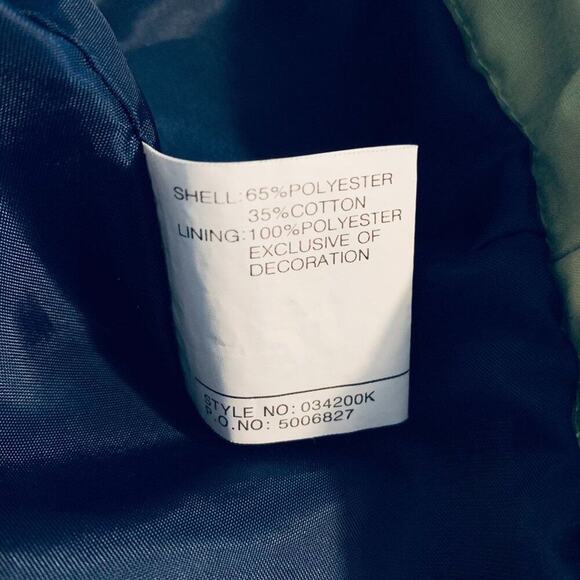 SHELL: 65%POLYESTER
35%COTTON
LINING: 100%POLYESTER
EXCLUSIVE OF
DECORATION
STYLE NO: 034200K
P.O.NO: 5006827